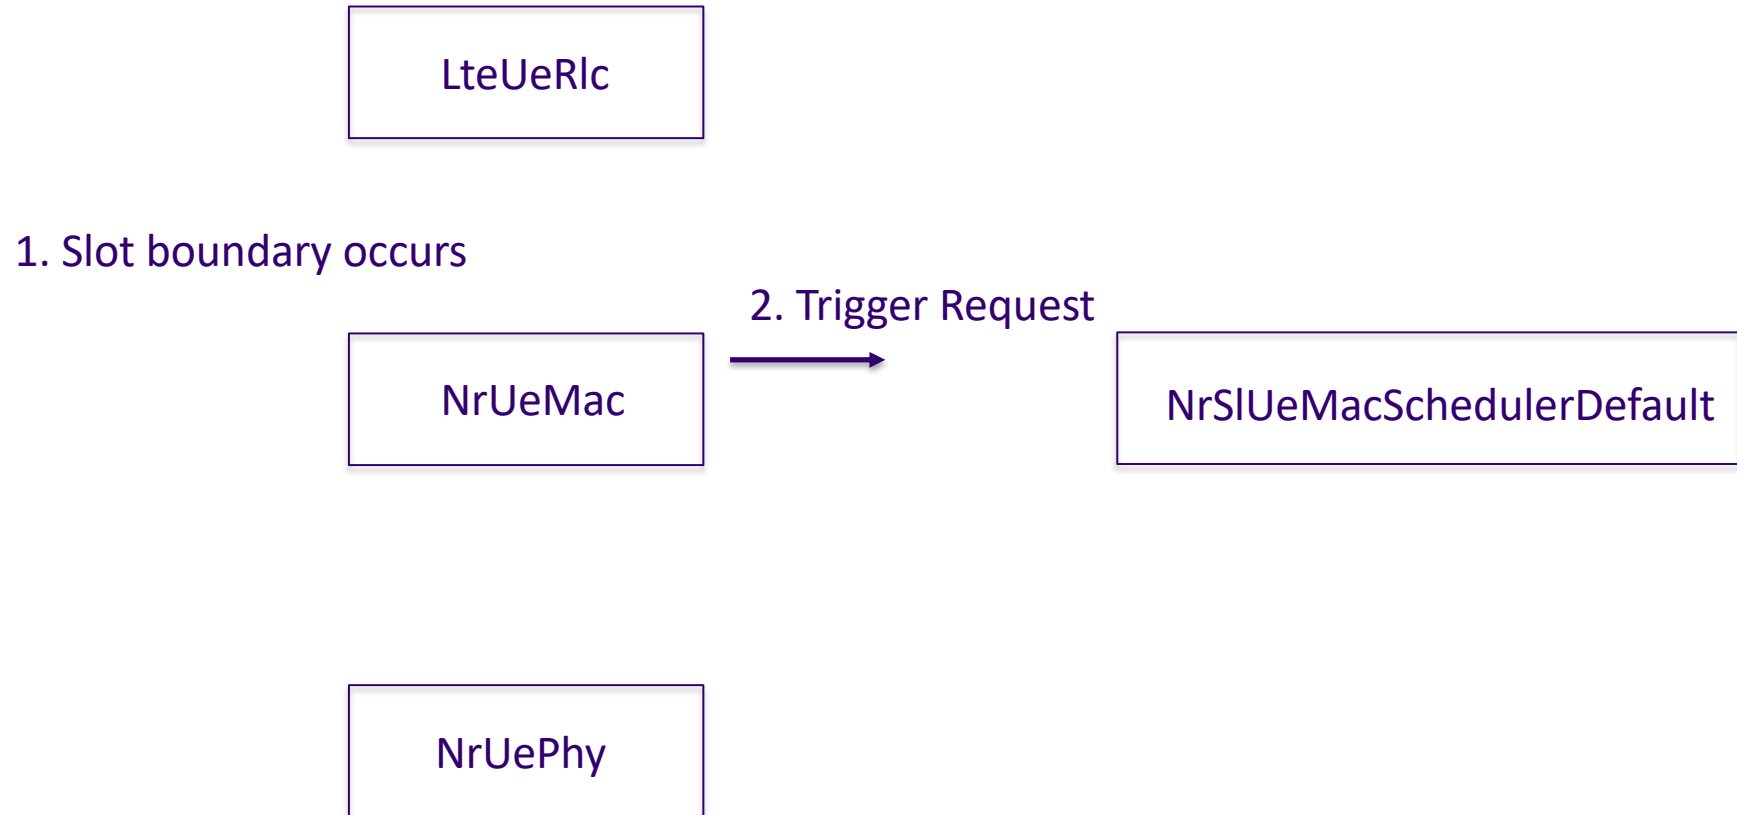 LteUeRlc
1. Slot boundary occurs
2. Trigger Request
NrUeMac
NrSlUeMacSchedulerDefault
NrUePhy